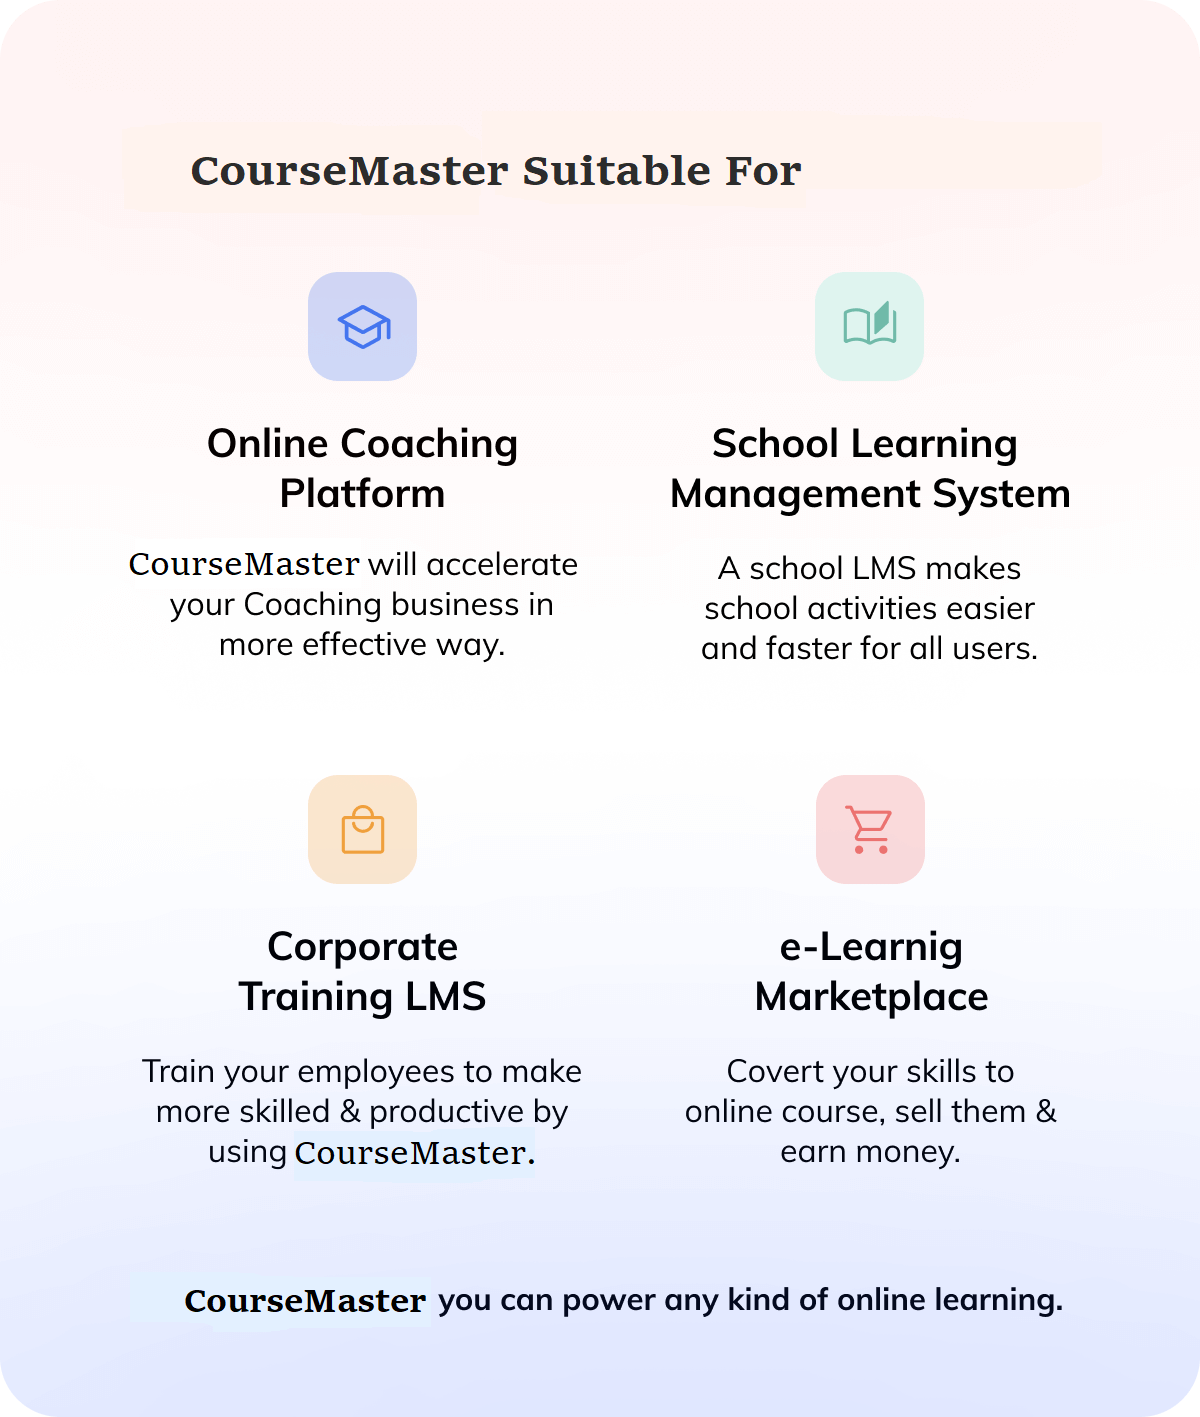 CourseMaster Suitable For
Online Coaching
Platform
CourseMaster will accelerate
your Coaching business in
more effective way.
School Learning
Management System
A school LMS makes
school activities easier
and faster for all users.
Corporate
Training LMS
Train your employees to make
more skilled & productive by
using CourseMaster.
e-Learnig
Marketplace
Covert your skills to
online course, sell them &
earn money.
CourseMaster you can power any kind of online learning.